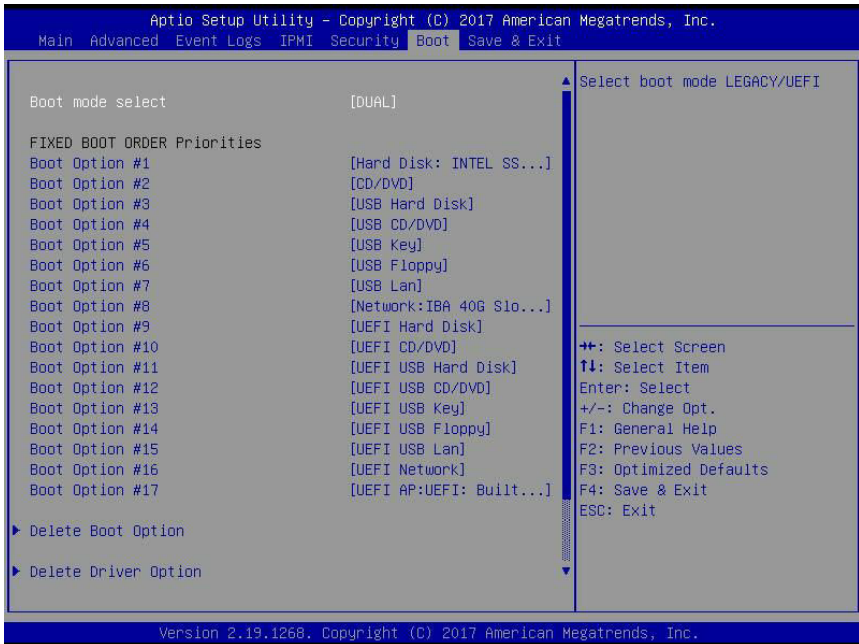 Aptio Setup Utility – Copyright (C) 2017 American Megatrends, Inc.
Main Advanced Event Logs IPMI Security Boot Save & Exit
Boot mode select [DUAL]
FIXED BOOT ORDER Priorities
Boot Option #1 [Hard Disk: INTEL SS...]
Boot Option #2 [CD/DVD]
Boot Option #3 [USB Hard Disk]
Boot Option #4 [USB CD/DVD]
Boot Option #5 [USB Key]
Boot Option #6 [USB Floppy]
Boot Option #7 [USB Lan]
Boot Option #8 [Network:IBA 40G Slo...]
Boot Option #9 [UEFI Hard Disk]
Boot Option #10 [UEFI CD/DVD]
Boot Option #11 [UEFI USB Hard Disk]
Boot Option #12 [UEFI USB CD/DVD]
Boot Option #13 [UEFI USB Key]
Boot Option #14 [UEFI USB Floppy]
Boot Option #15 [UEFI USB Lan]
Boot Option #16 [UEFI Network]
Boot Option #17 [UEFI AP:UEFI: Built...]
Delete Boot Option
Delete Driver Option
Select boot mode LEGACY/UEFI
→←: Select Screen
↑↓: Select Item
Enter: Select
+/-: Change Opt.
F1: General Help
F2: Previous Values
F3: Optimized Defaults
F4: Save & Exit
ESC: Exit
Version 2.19.1268. Copyright (C) 2017 American Megatrends, Inc.